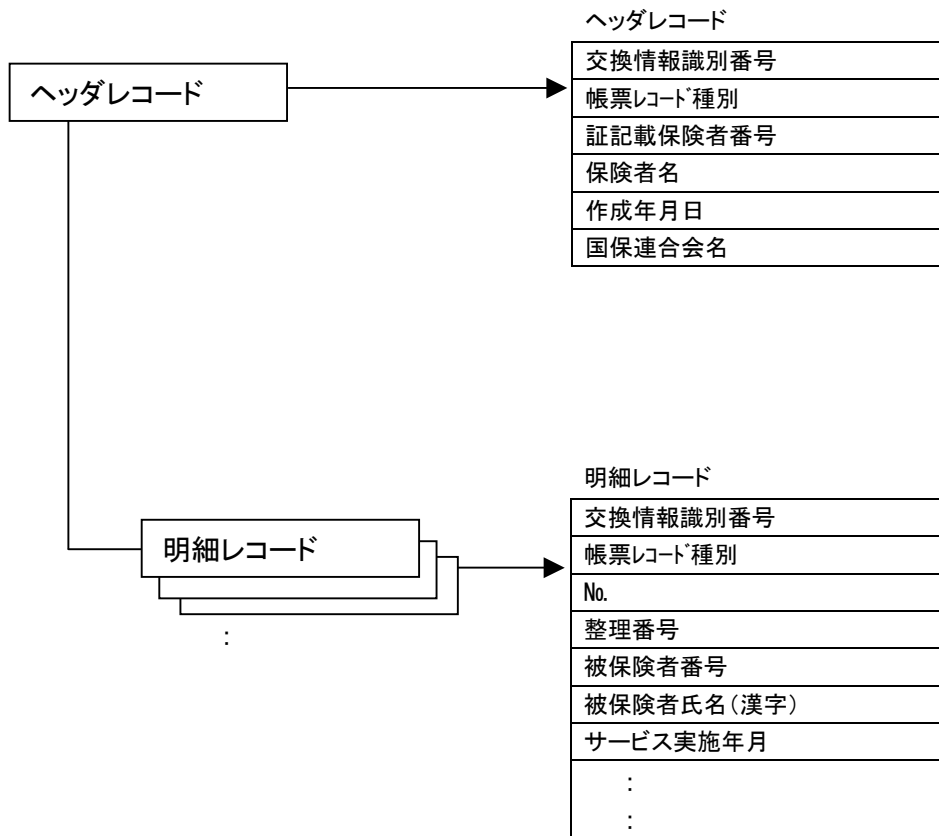 ヘッダレコード
ヘッダレコード
交換情報識別番号
帳票ﾚｺｰﾄﾞ種別
証記載保険者番号
保険者名
作成年月日
国保連合会名
明細レコード
:
明細レコード
交換情報識別番号
帳票ﾚｺｰﾄﾞ種別
№
整理番号
被保険者番号
被保険者氏名(漢字)
サービス実施年月
:
: